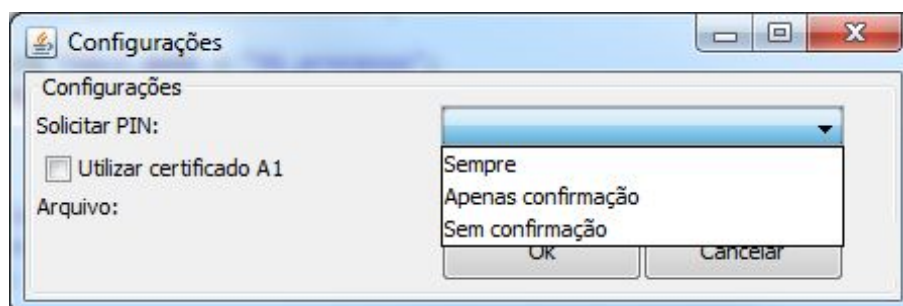 Configurações
Configurações
Solicitar PIN:
Utilizar certificado A1
Sempre
Apenas confirmação
Arquivo:
Sem confirmação
Ok
Cancelar